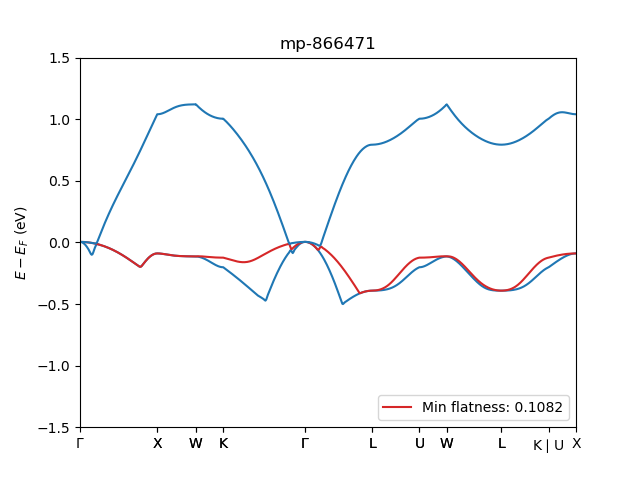 mp-866471
E − E_F (eV)
1.5
1.0
0.5
0.0
−0.5
−1.0
−1.5
Min flatness: 0.1082
Γ X W K Γ L U W L K | U X